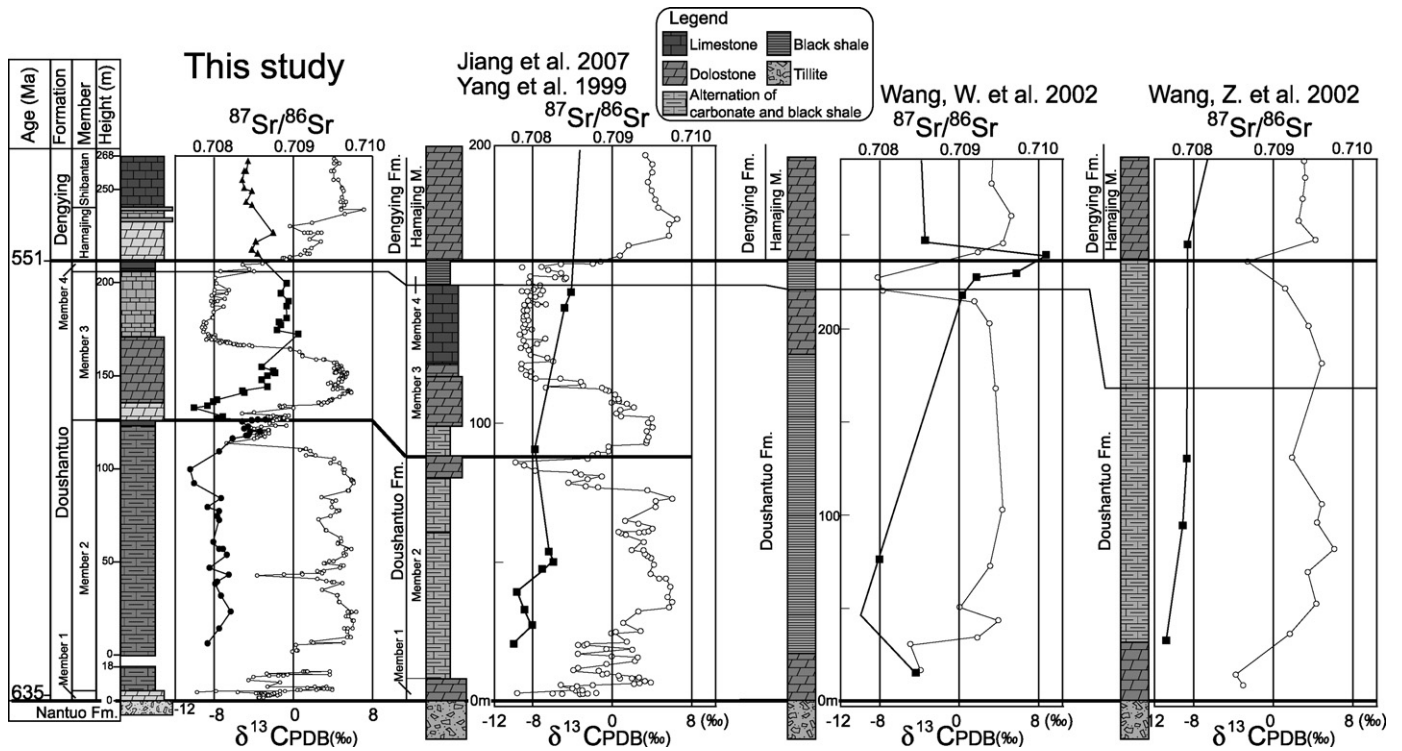 Legend
Limestone
Black shale
Dolostone
Tillite
Alternation of
carbonate and black shale
Age (Ma)
Formation
Member
Height (m)
This study
87Sr/86Sr
0.708 0.709 0.710
Jiang et al. 2007
Yang et al. 1999
87Sr/86Sr
0.708 0.709 0.710
Wang, W. et al. 2002
87Sr/86Sr
0.708 0.709 0.710
Wang, Z. et al. 2002
87Sr/86Sr
0.708 0.709 0.710
551
635
Dengying
Doushantuo
Nantuo Fm.
Hamajing
Shibantan
Member 4
Member 3
Member 2
Member 1
268
250
200
150
100
50
0
18
0
-12 -8 -4 0 8
δ13CPDB(‰)
Dengying Fm.
Hamajing M.
Doushantuo Fm.
Member 4
Member 3
Member 2
Member 1
200
100
0m
-12 -8 -4 0 4 8 (‰)
δ13CPDB(‰)
Dengying Fm.
Hamajing M.
Doushantuo Fm.
200
100
0m
-12 -8 -4 0 4 8 (‰)
δ13CPDB(‰)
Dengying Fm.
Hamajing M.
Doushantuo Fm.
-12 -8 0 8 (‰)
δ13CPDB(‰)